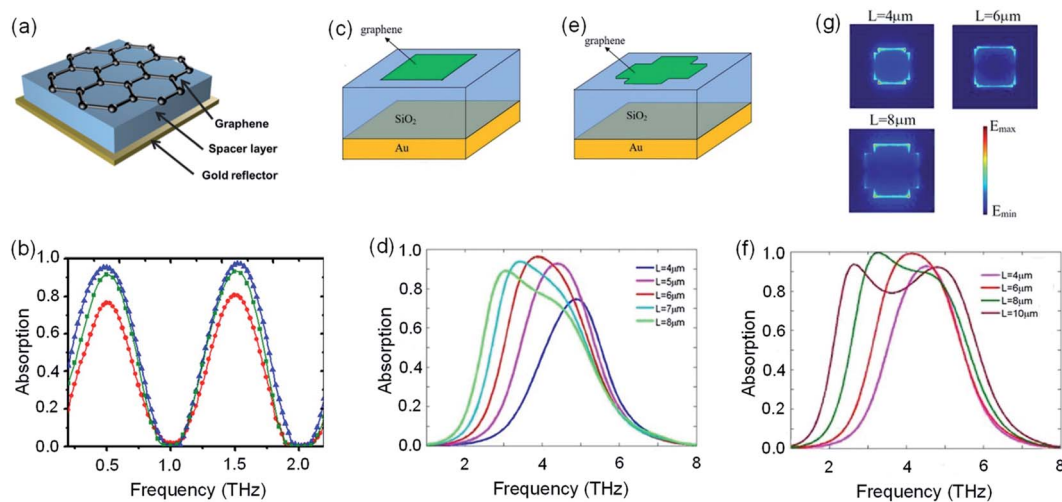 (a)
Graphene
Spacer layer
Gold reflector
(c)
graphene
SiO₂
Au
(e)
graphene
SiO₂
Au
(g)
L=4μm
L=6μm
L=8μm
Emax
Emin
(b)
1.0
0.8
0.6
0.4
0.2
0.0
Absorption
0.5
1.0
1.5
2.0
Frequency (THz)
(d)
1.0
0.8
0.6
0.4
0.2
0.0
Absorption
L=4μm
L=5μm
L=6μm
L=7μm
L=8μm
2
4
6
8
Frequency (THz)
(f)
1.0
0.8
0.6
0.4
0.2
0.0
Absorption
L=4μm
L=6μm
L=8μm
L=10μm
2
4
6
8
Frequency (THz)